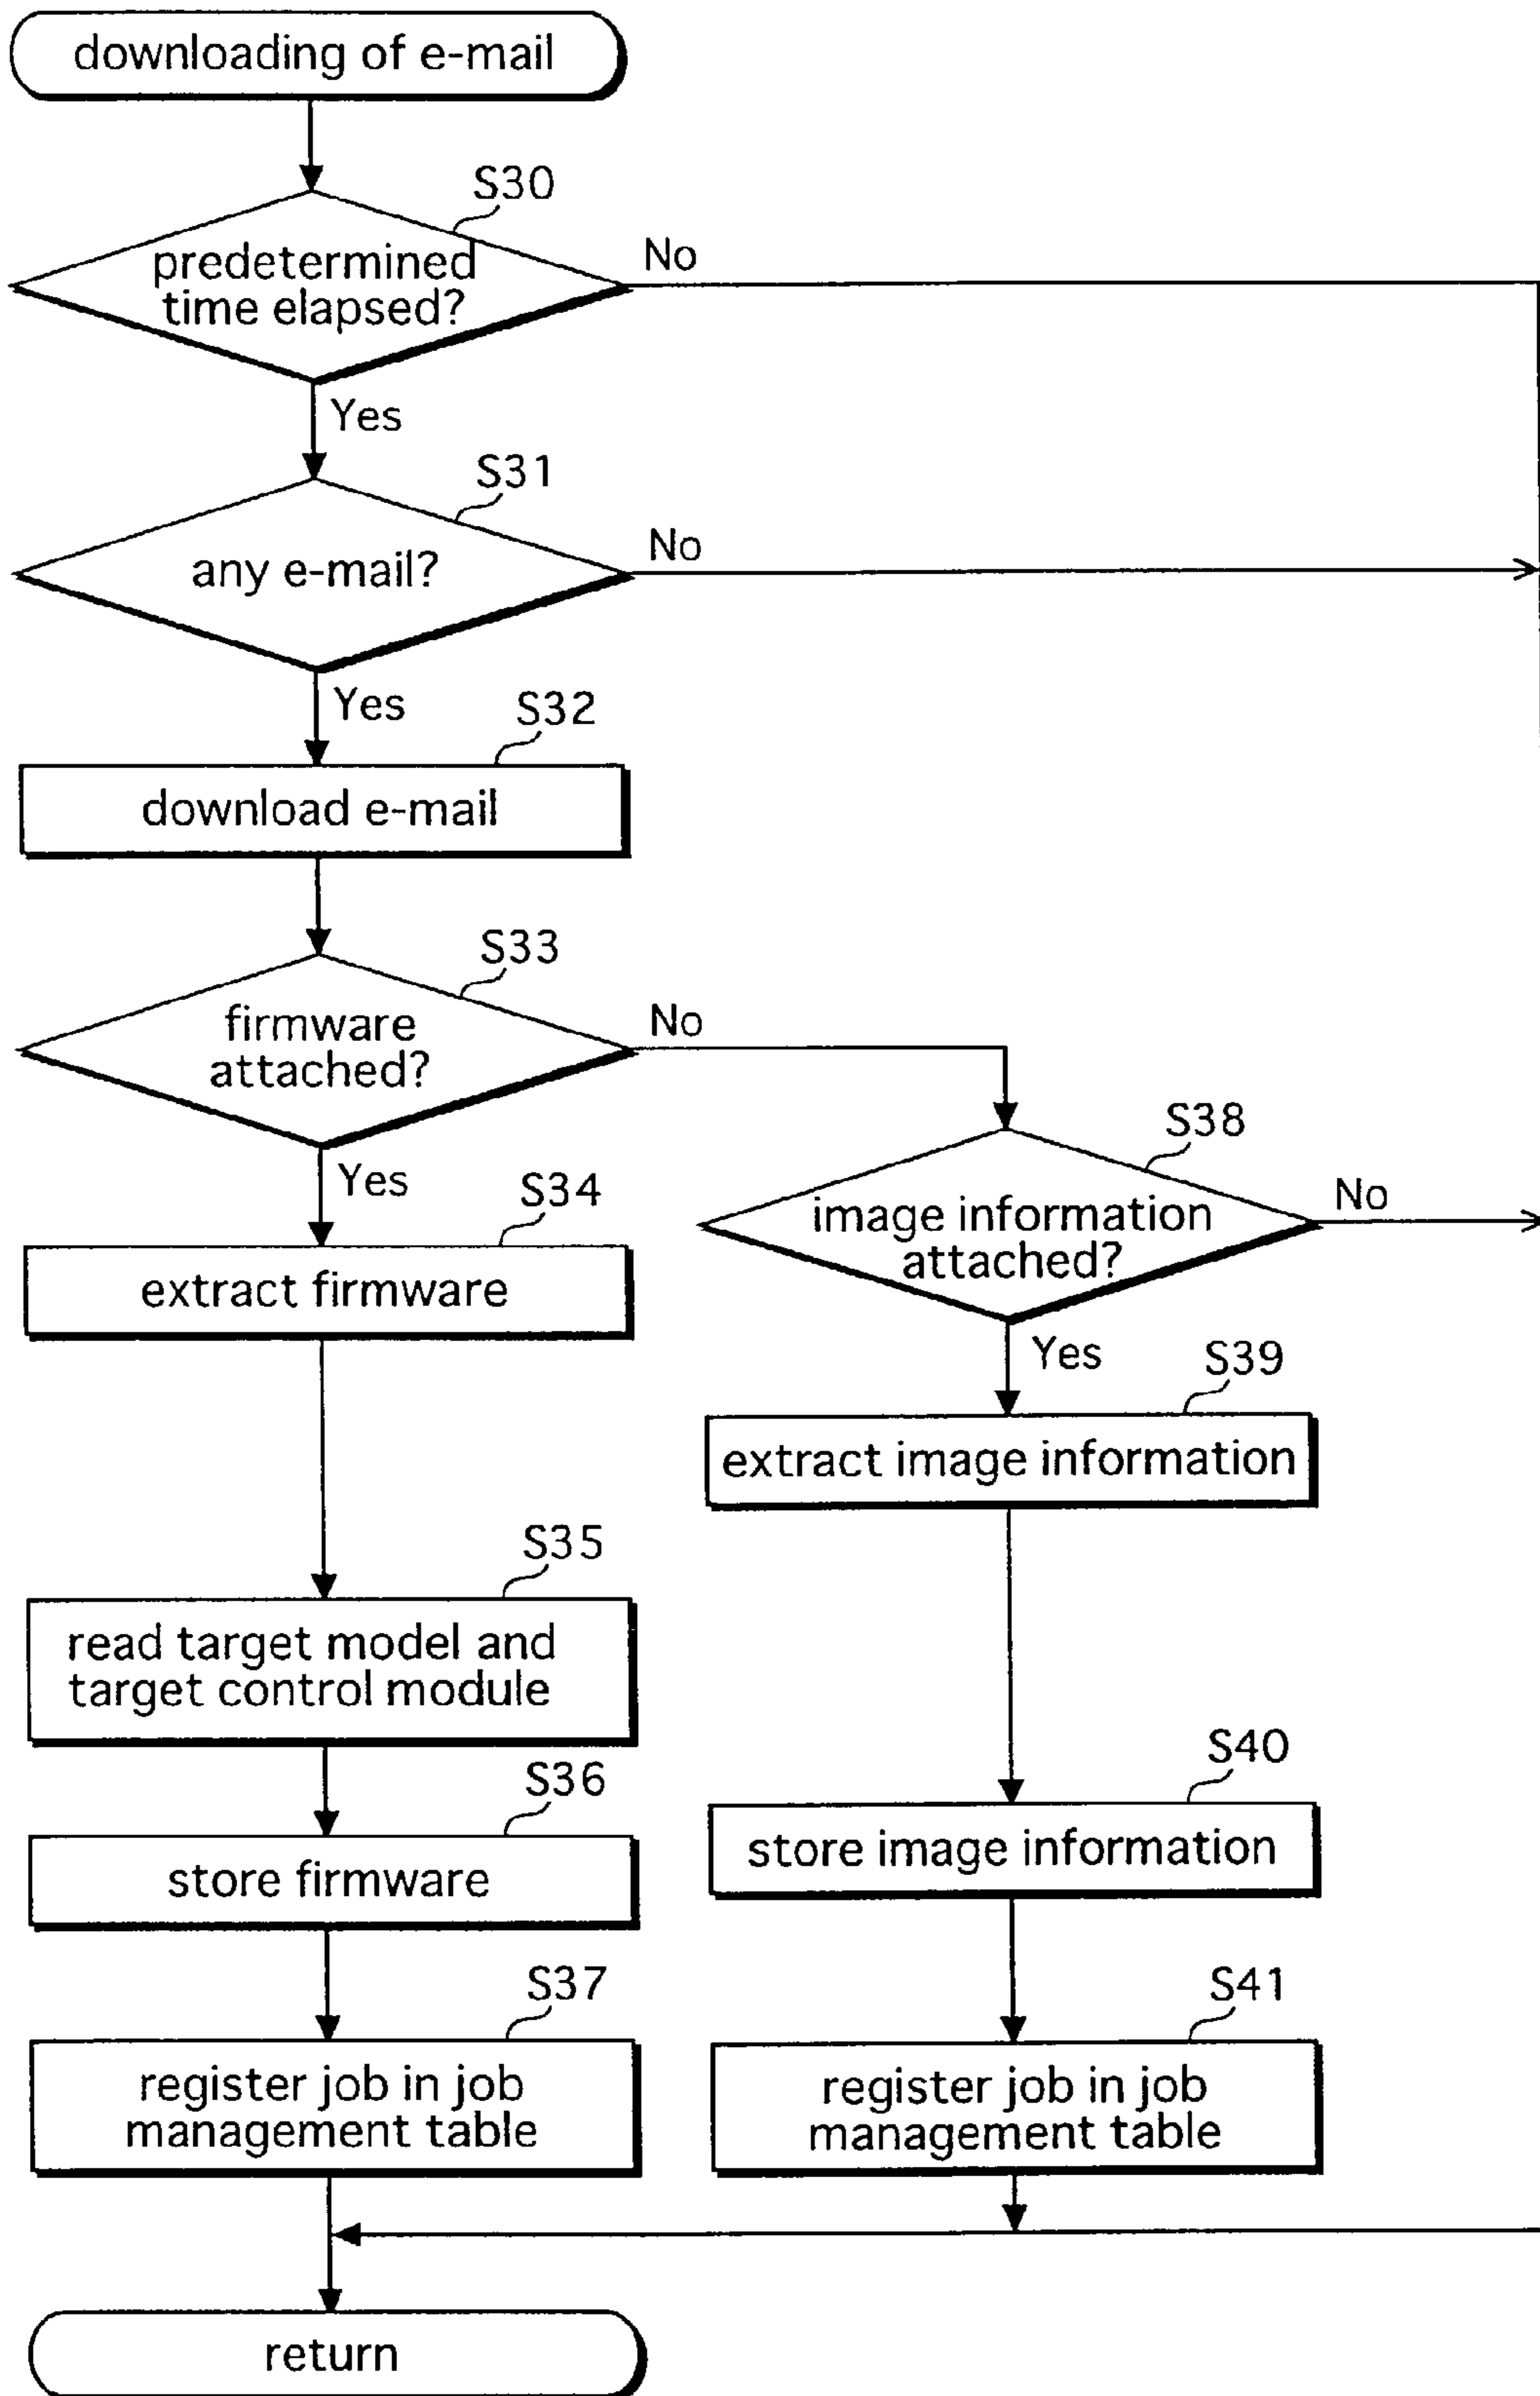 downloading of e-mail
S30
predetermined
time elapsed?
No
Yes
S31
any e-mail?
No
Yes
S32
download e-mail
S33
firmware
attached?
No
Yes
S38
image information
attached?
No
Yes
S34
extract firmware
S39
extract image information
S35
read target model and
target control module
S40
store image information
S36
store firmware
S37
register job in job
management table
S41
register job in job
management table
return